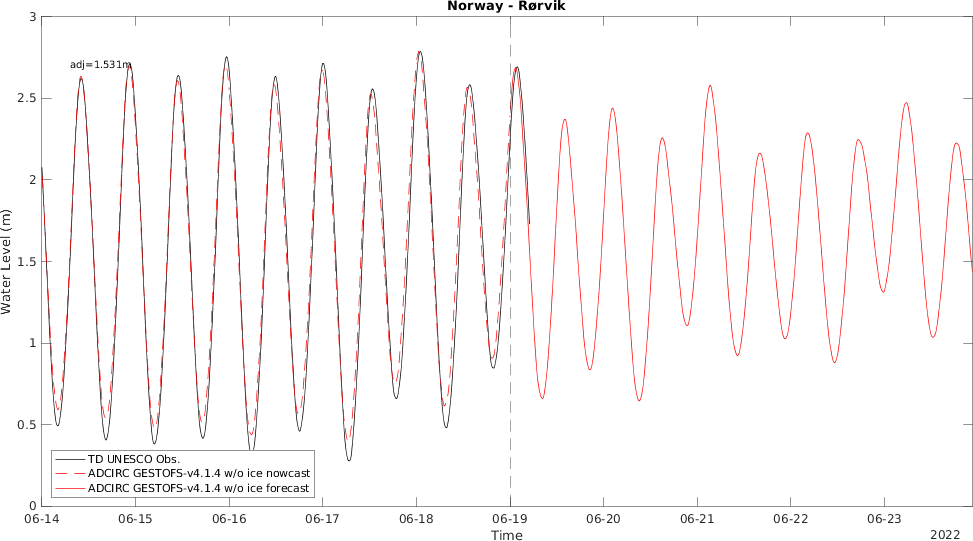 Norway - Rørvik
3
adj=1.531m
2.5
2
1.5
1
0.5
0
Water Level (m)
TD UNESCO Obs.
ADCIRC GESTOFS-v4.1.4 w/o ice nowcast
ADCIRC GESTOFS-v4.1.4 w/o ice forecast
06-14 06-15 06-16 06-17 06-18 06-19 06-20 06-21 06-22 06-23
Time
2022